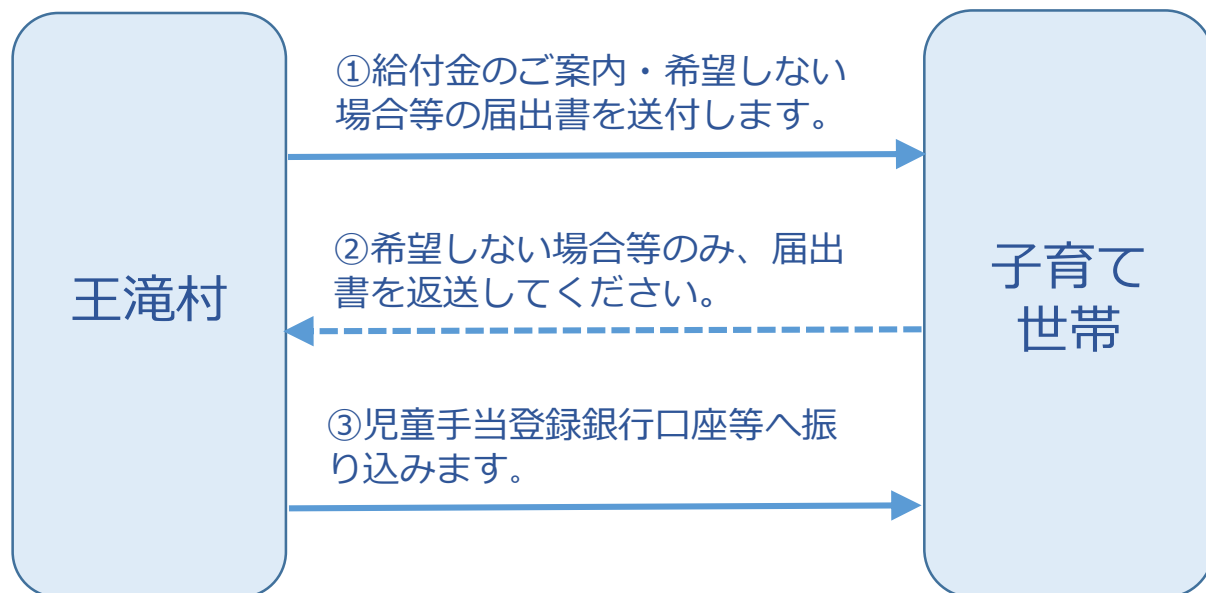 王滝村
①給付金のご案内・希望しない
場合等の届出書を送付します。
②希望しない場合等のみ、届出
書を返送してください。
③児童手当登録銀行口座等へ振
り込みます。
子育て
世帯